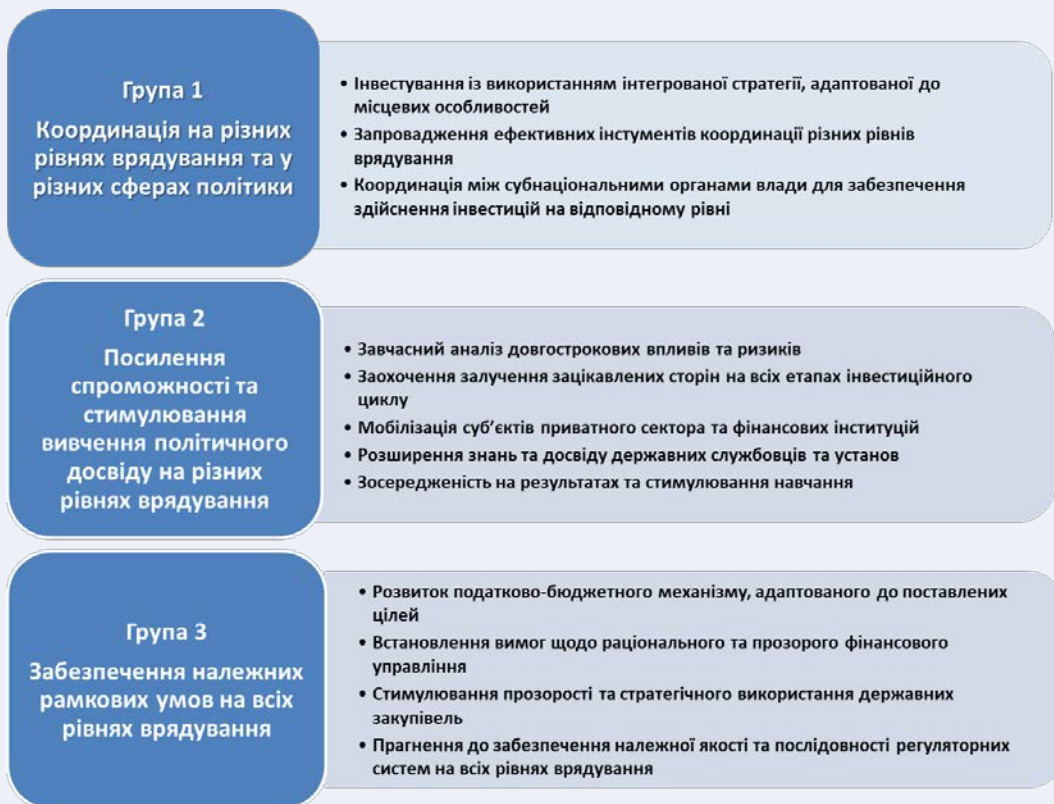 Група 1
Координація на різних
рівнях врядування та у
різних сферах політики
• Інвестування із використанням інтегрованої стратегії, адаптованої до
місцевих особливостей
• Запровадження ефективних інстументів координації різних рівнів
врядування
• Координація між субнаціональними органами влади для забезпечення
здійснення інвестицій на відповідному рівні
Група 2
Посилення
спроможності та
стимулювання
вивчення політичного
досвіду на різних
рівнях врядування
• Завчасний аналіз довгострокових впливів та ризиків
• Заохочення залучення зацікавлених сторін на всіх етапах інвестиційного
циклу
• Мобілізація суб’єктів приватного сектора та фінансових інституцій
• Розширення знань та досвіду державних службовців та установ
• Зосередженість на результатах та стимулювання навчання
Група 3
Забезпечення належних
рамкових умов на всіх
рівнях врядування
• Розвиток податково-бюджетного механізму, адаптованого до поставлених
цілей
• Встановлення вимог щодо раціонального та прозорого фінансового
управління
• Стимулювання прозорості та стратегічного використання державних
закупівель
• Прагнення до забезпечення належної якості та послідовності регуляторних
систем на всіх рівнях врядування